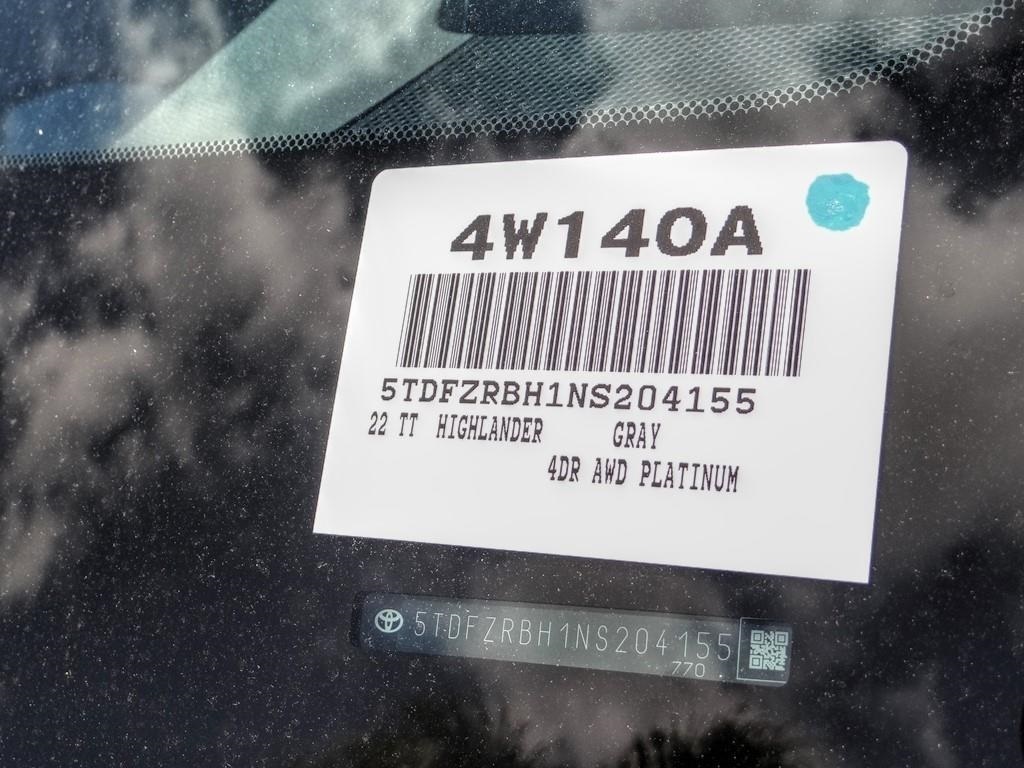 4W140A
5TDFZRBH1NS204155
22 TT HIGHLANDER GRAY
4DR AWD PLATINUM
5TDFZRBH1NS204155
770